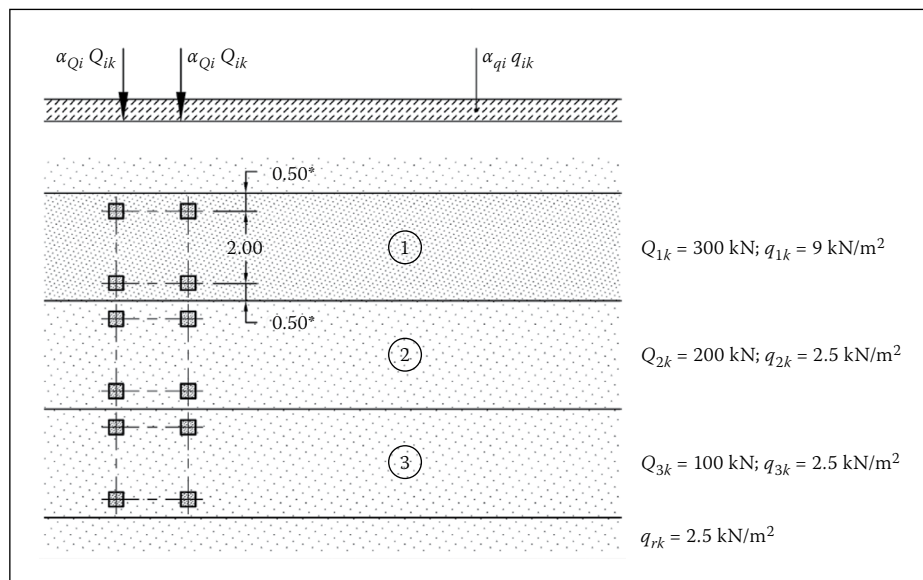 α_Qi Q_ik α_Qi Q_ik α_qi q_ik
0.50*
2.00
1
Q_1k = 300 kN; q_1k = 9 kN/m²
0.50*
2
Q_2k = 200 kN; q_2k = 2.5 kN/m²
3
Q_3k = 100 kN; q_3k = 2.5 kN/m²
q_rk = 2.5 kN/m²